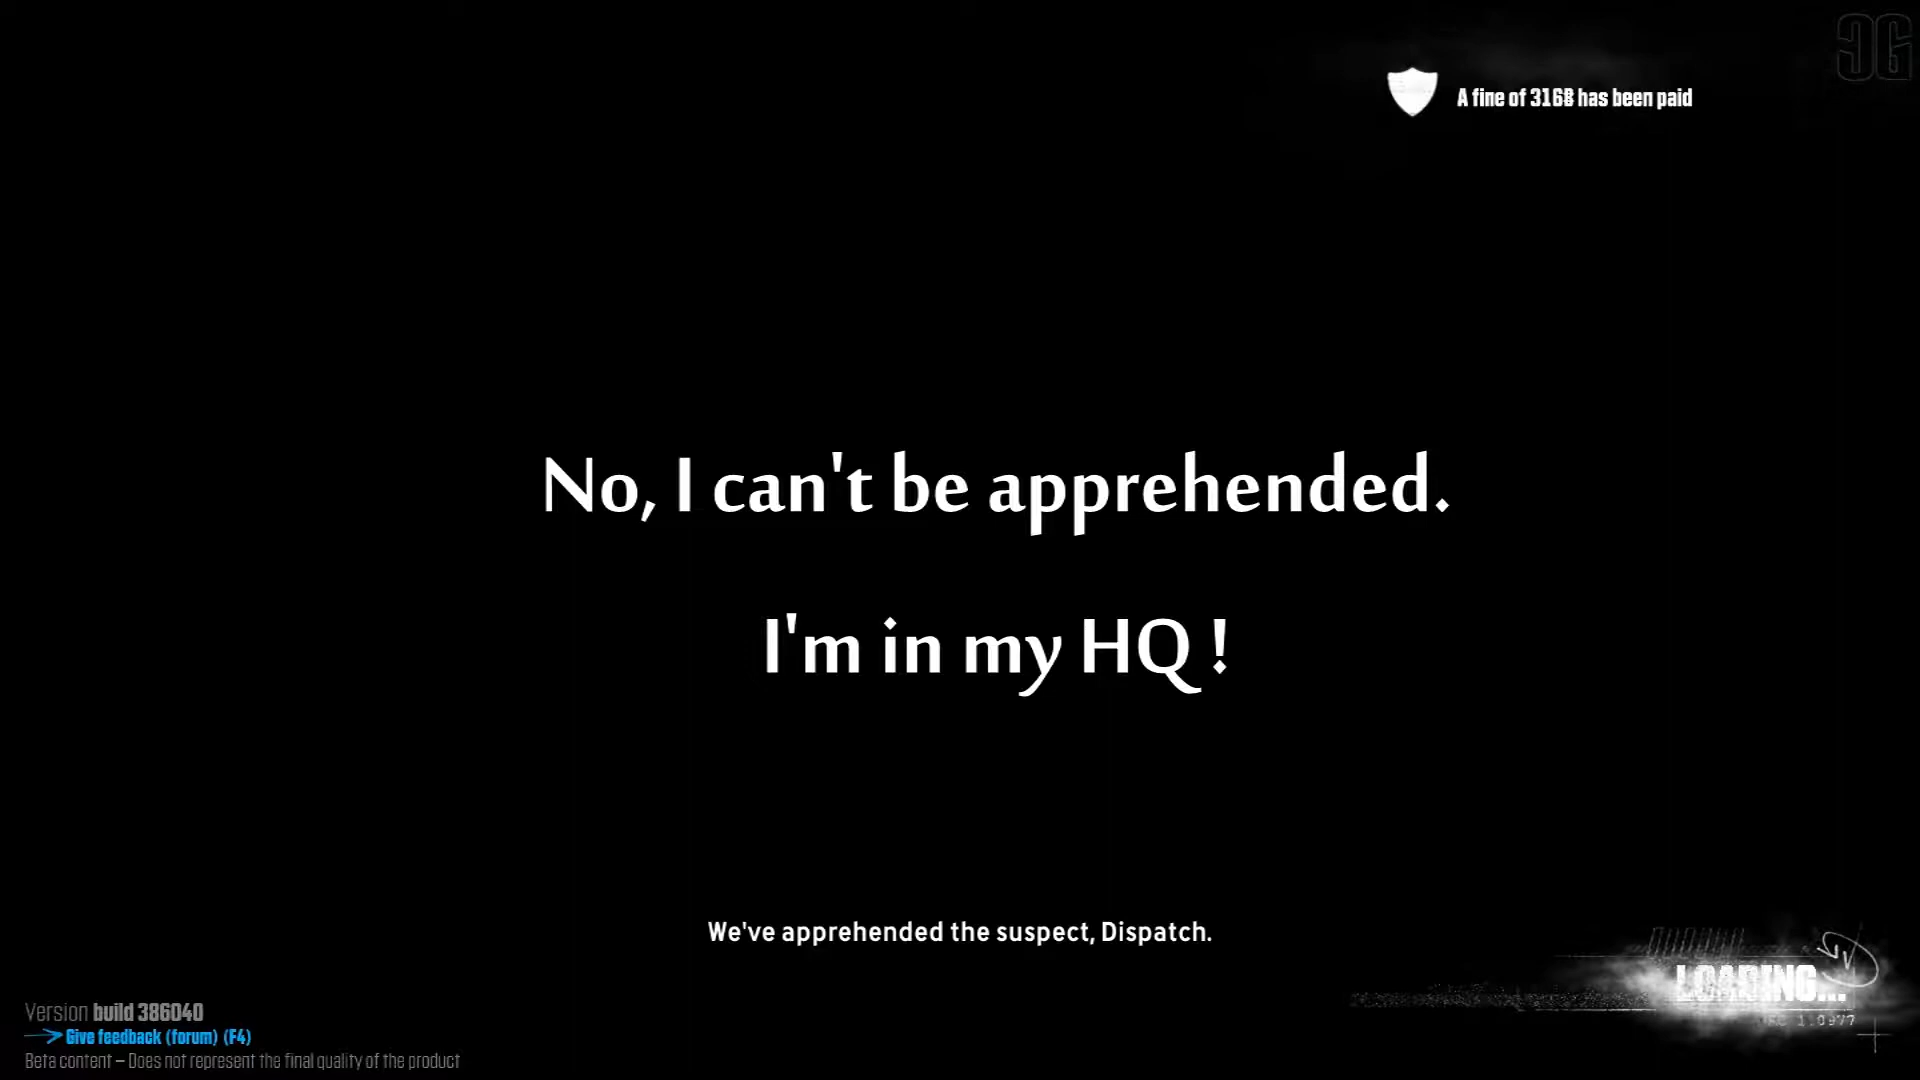 A fine of 316B has been paid
No, I can't be apprehended.
I'm in my HQ !
We've apprehended the suspect, Dispatch.
LOADING...
Version build 386040
Give feedback (forum) (F4)
Beta content – Does not represent the final quality of the product